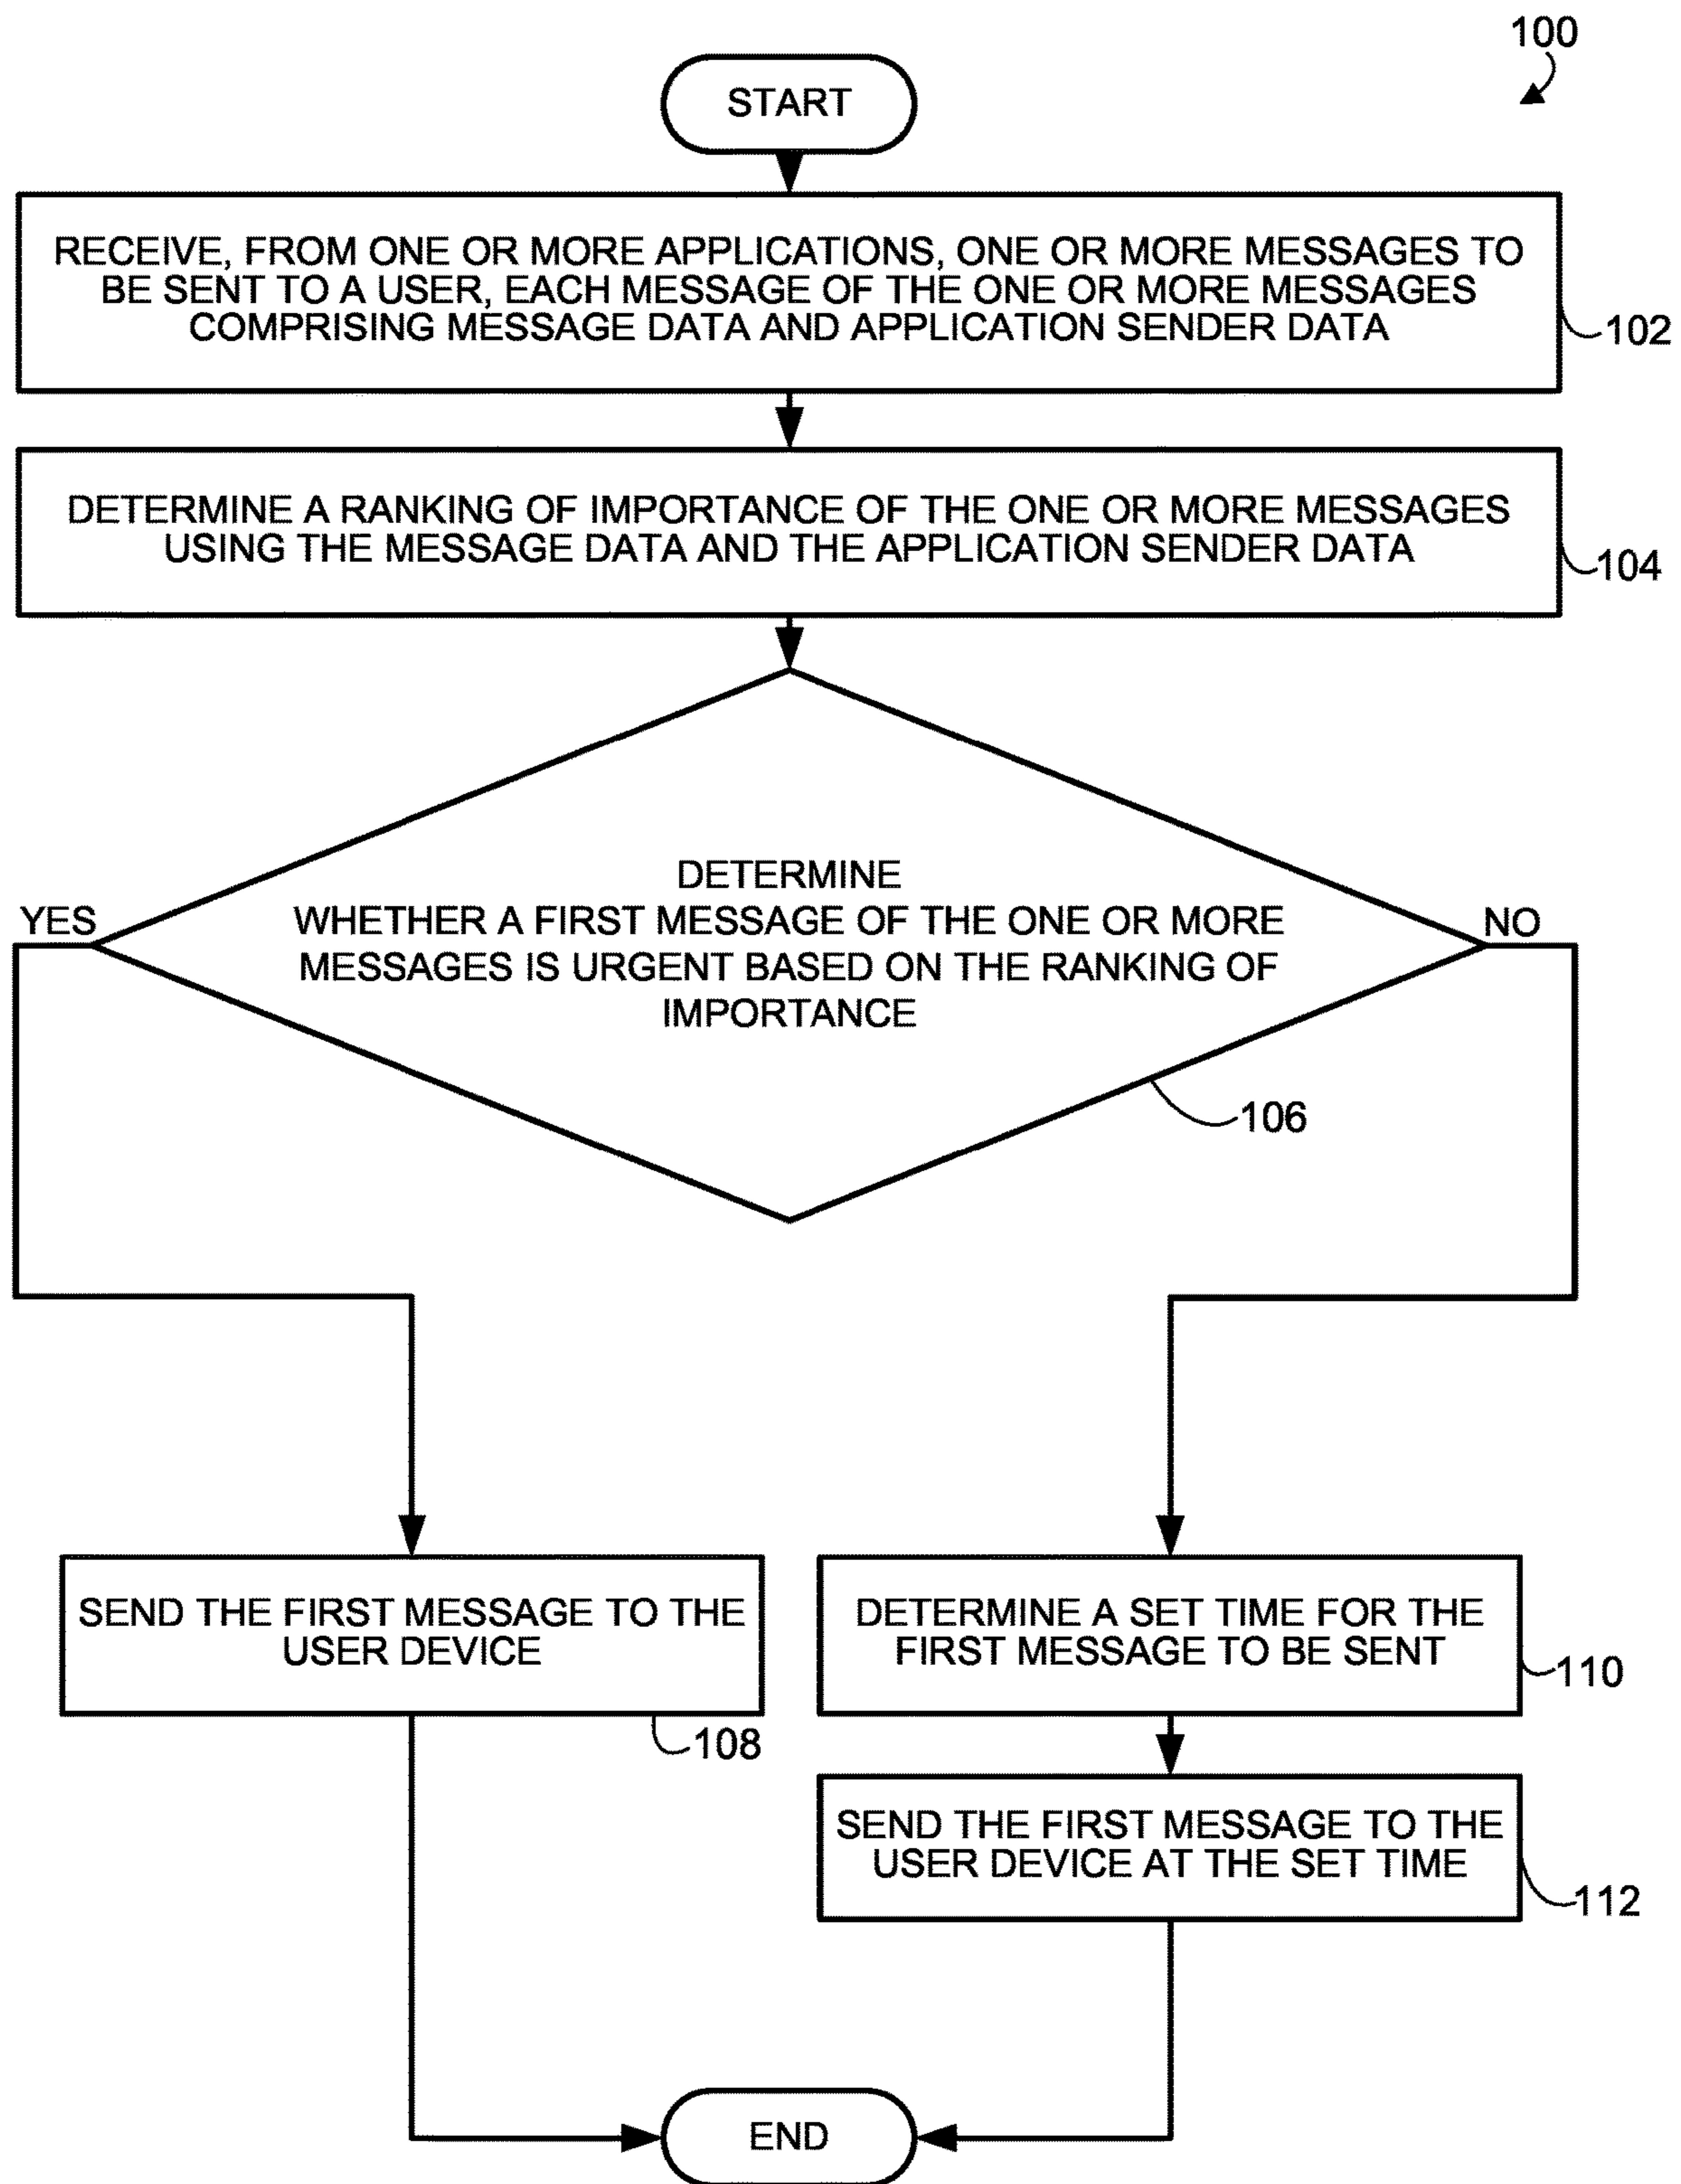 100
START
RECEIVE, FROM ONE OR MORE APPLICATIONS, ONE OR MORE MESSAGES TO
BE SENT TO A USER, EACH MESSAGE OF THE ONE OR MORE MESSAGES
COMPRISING MESSAGE DATA AND APPLICATION SENDER DATA
102
DETERMINE A RANKING OF IMPORTANCE OF THE ONE OR MORE MESSAGES
USING THE MESSAGE DATA AND THE APPLICATION SENDER DATA
104
DETERMINE
WHETHER A FIRST MESSAGE OF THE ONE OR MORE
MESSAGES IS URGENT BASED ON THE RANKING OF
IMPORTANCE
YES
NO
106
SEND THE FIRST MESSAGE TO THE
USER DEVICE
108
DETERMINE A SET TIME FOR THE
FIRST MESSAGE TO BE SENT
110
SEND THE FIRST MESSAGE TO THE
USER DEVICE AT THE SET TIME
112
END